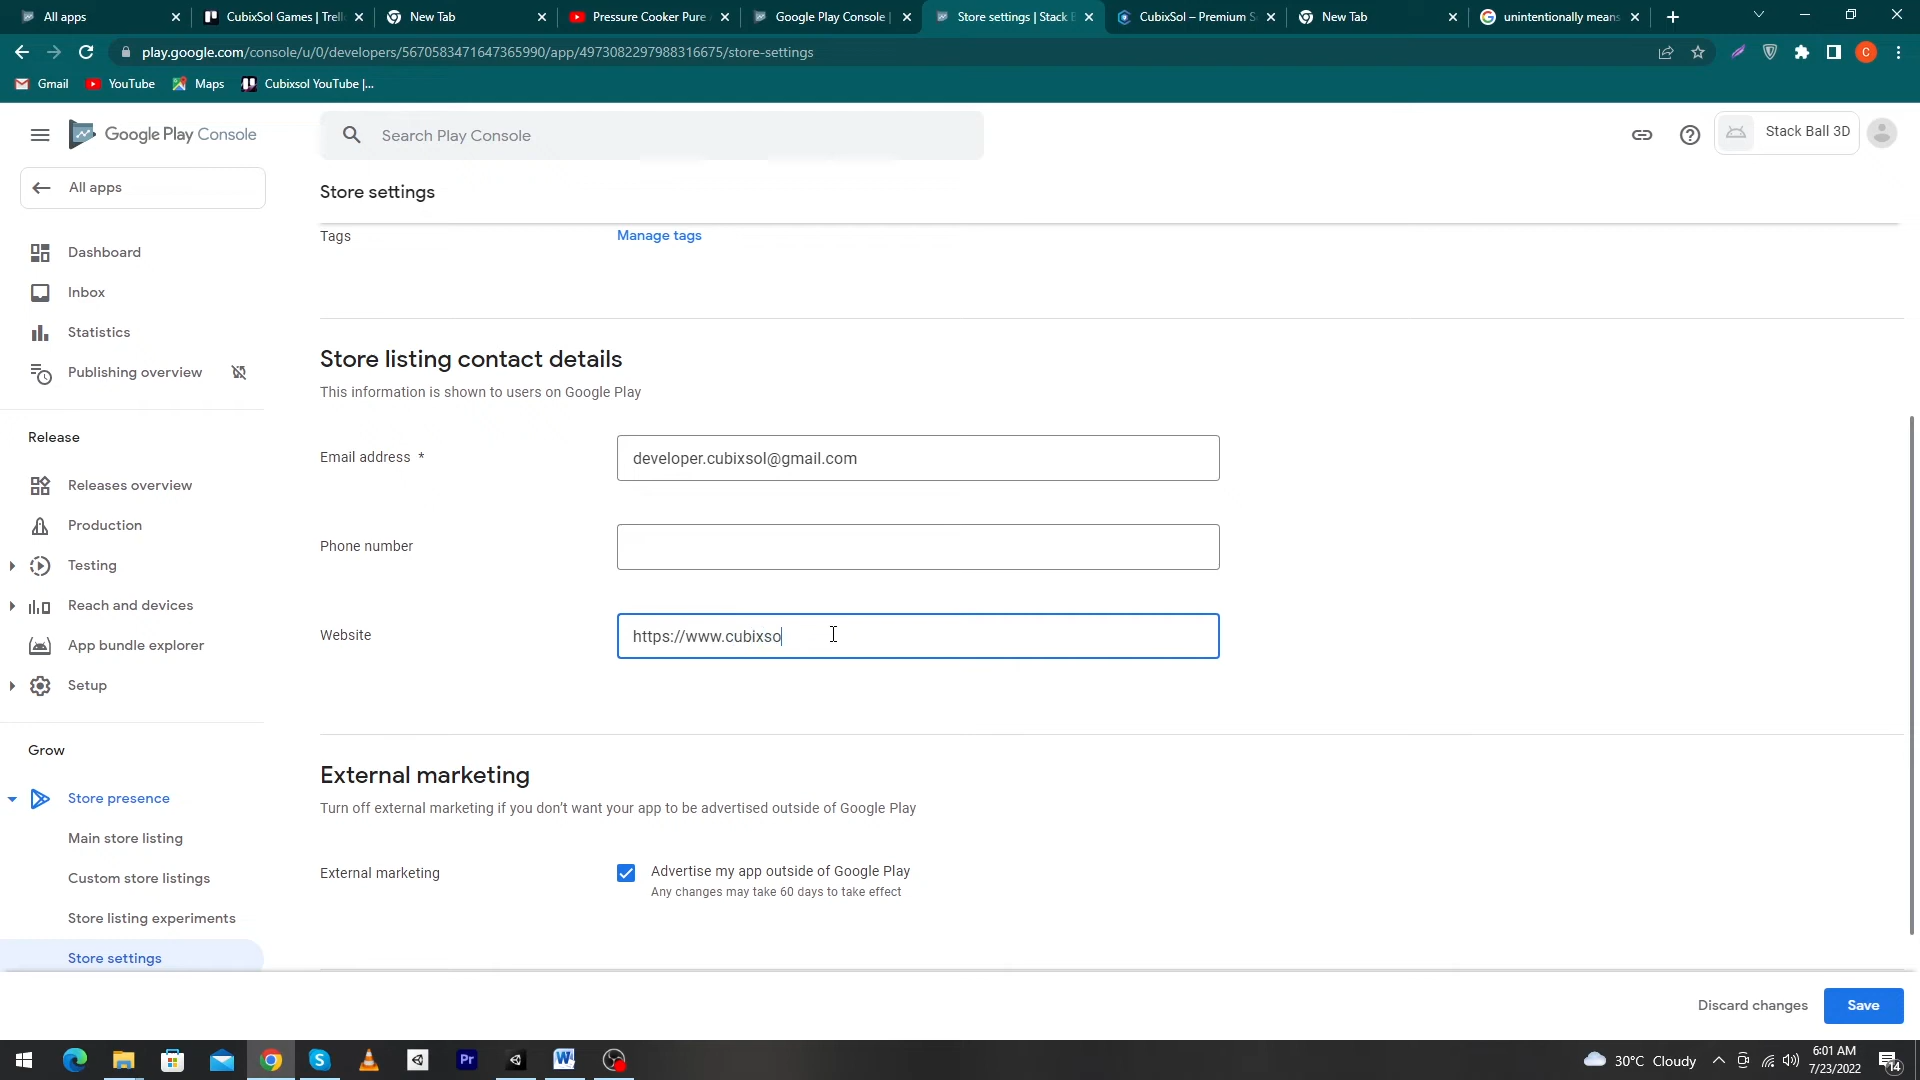 All apps
CubixSol Games | Trell
New Tab
Pressure Cooker Pure
Google Play Console |
Store settings | Stack B
CubixSol – Premium S
New Tab
unintentionally means
play.google.com/console/u/0/developers/5670583471647365990/app/4973082297988316675/store-settings
C
Gmail
YouTube
Maps
Cubixsol YouTube |...
Google Play Console
Search Play Console
Stack Ball 3D
All apps
Store settings
Tags
Manage tags
Dashboard
Inbox
Statistics
Publishing overview
Release
Releases overview
Production
Testing
Reach and devices
App bundle explorer
Setup
Grow
Store presence
Main store listing
Custom store listings
Store listing experiments
Store settings
Store listing contact details
This information is shown to users on Google Play
Email address *
developer.cubixsol@gmail.com
Phone number
Website
https://www.cubixso
External marketing
Turn off external marketing if you don't want your app to be advertised outside of Google Play
External marketing
Advertise my app outside of Google Play
Any changes may take 60 days to take effect
Discard changes
Save
Pr
30°C Cloudy
6:01 AM
7/23/2022
14